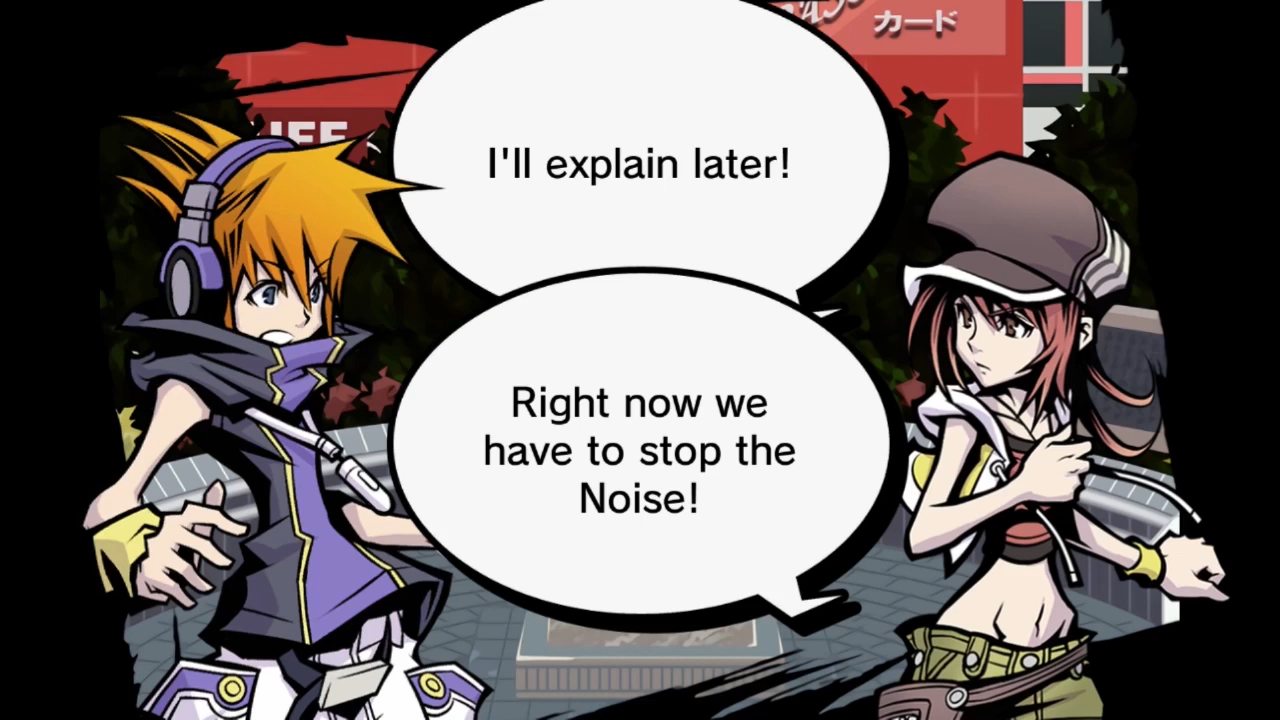 カード
I'll explain later!
Right now we
have to stop the
Noise!